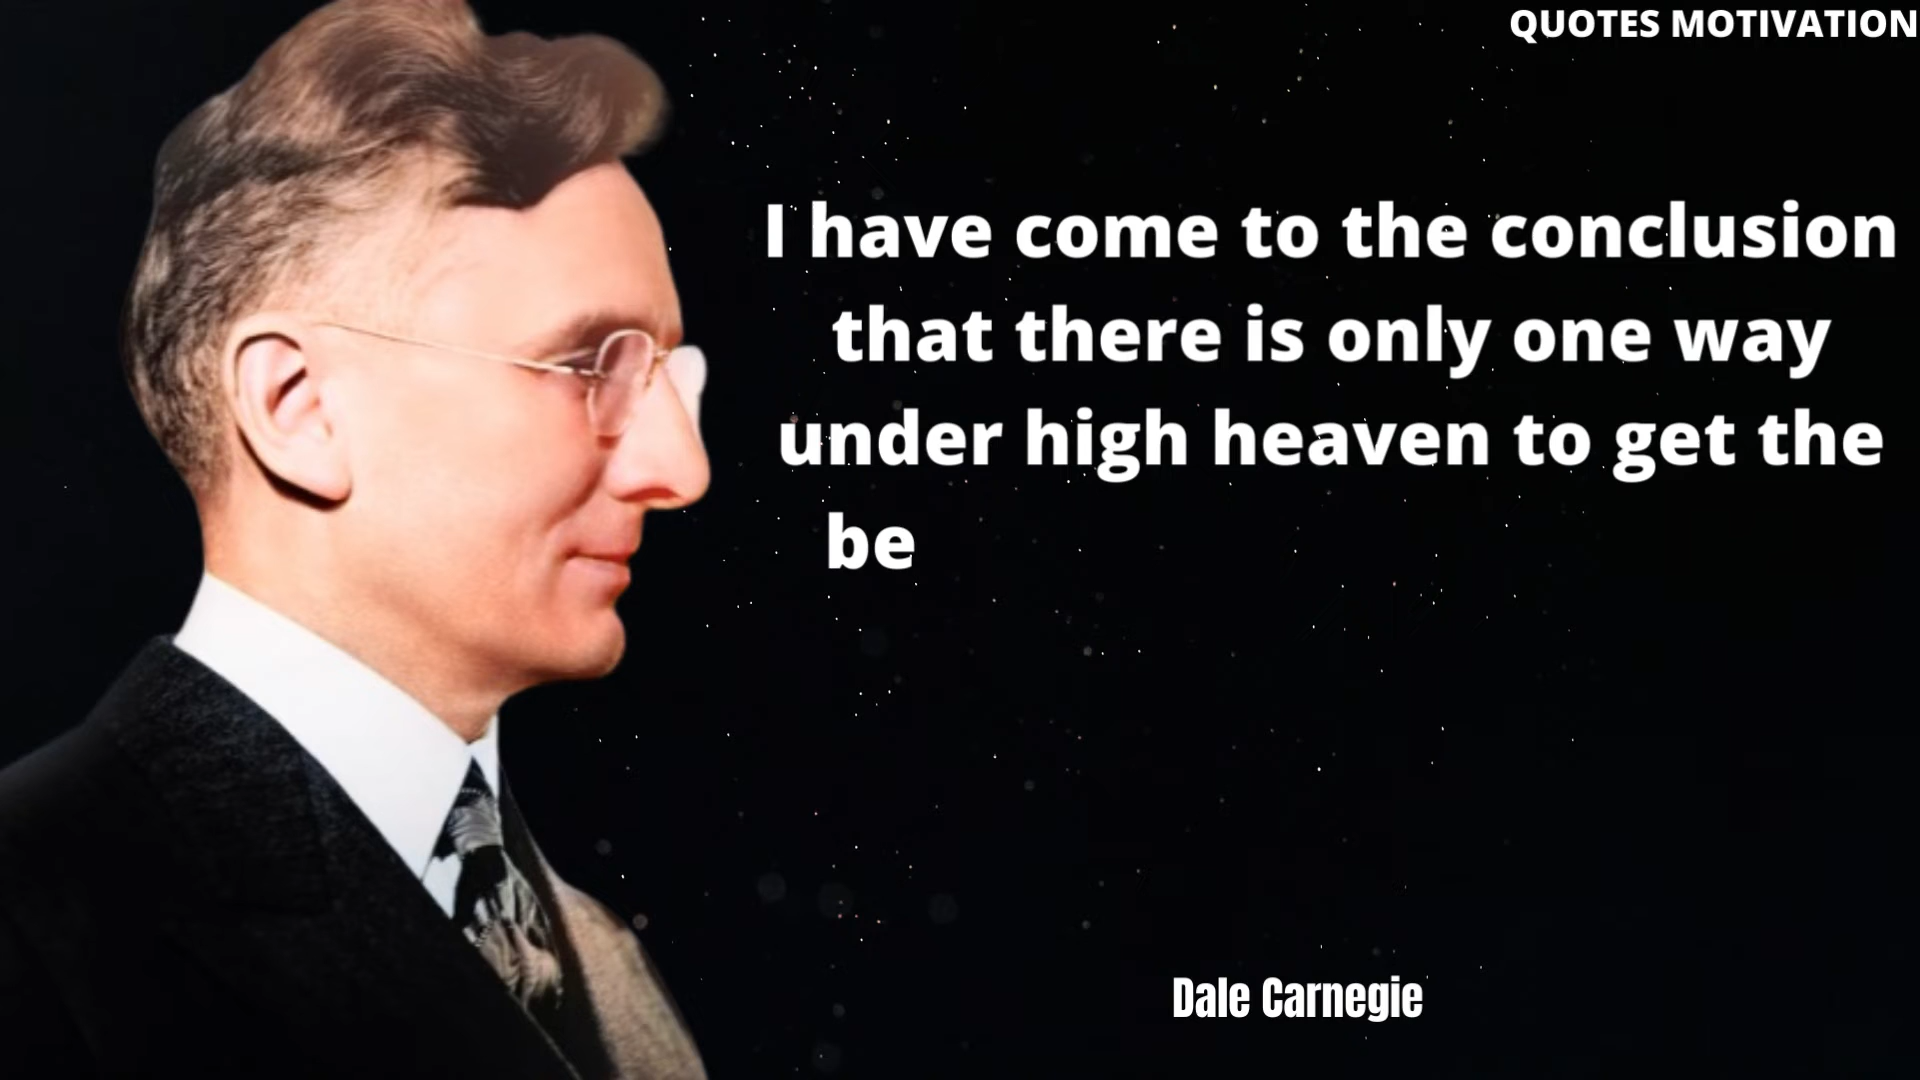 QUOTES MOTIVATION
I have come to the conclusion
that there is only one way
under high heaven to get the
be
Dale Carnegie